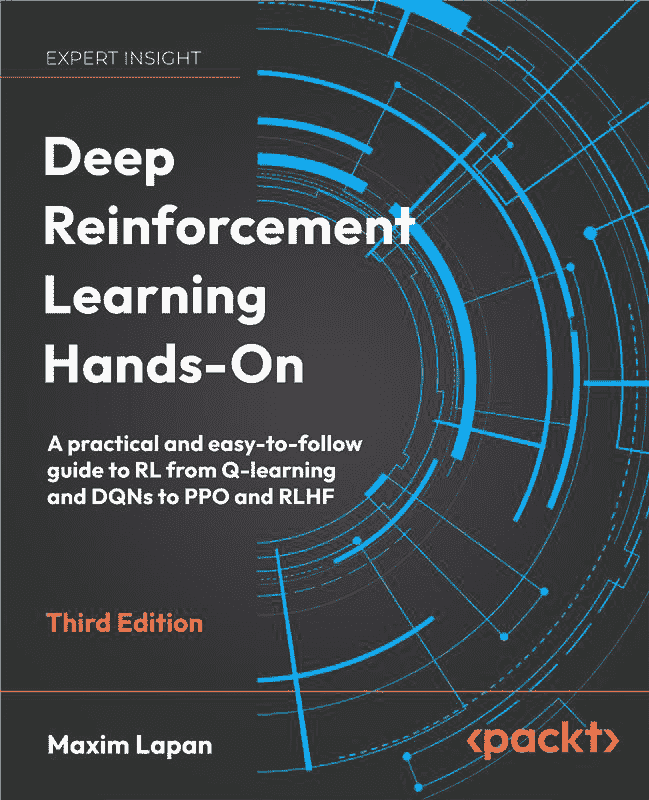 EXPERT INSIGHT
Deep
Reinforcement
Learning
Hands-On
A practical and easy-to-follow
guide to RL from Q-learning
and DQNs to PPO and RLHF
Third Edition
Maxim Lapan
<packt>